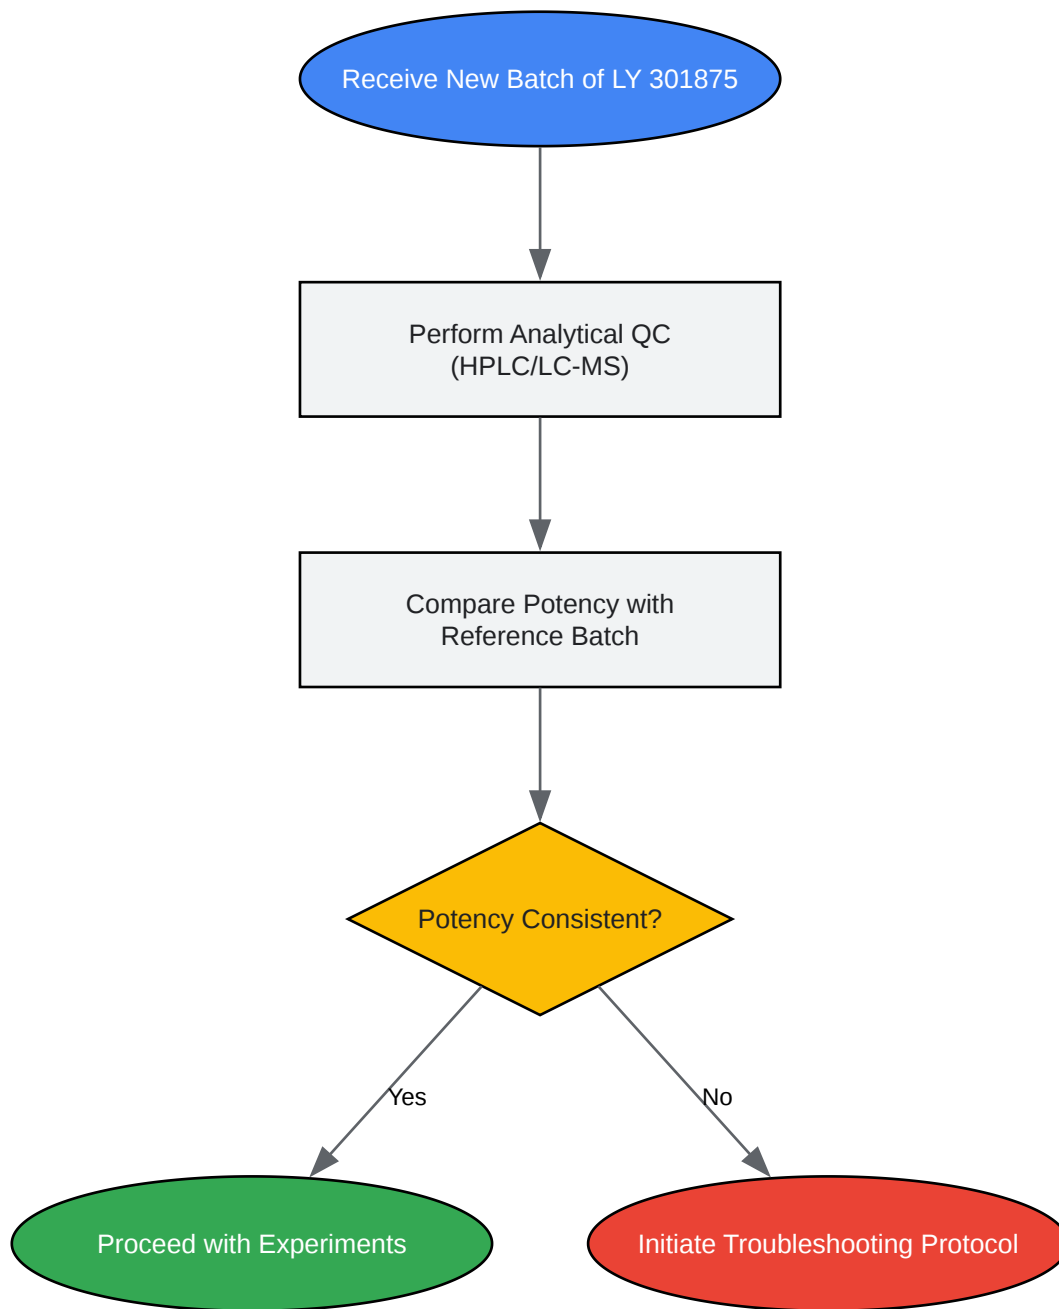 Receive New Batch of LY 301875
Perform Analytical QC
(HPLC/LC-MS)
Compare Potency with
Reference Batch
Potency Consistent?
Yes
No
Proceed with Experiments
Initiate Troubleshooting Protocol